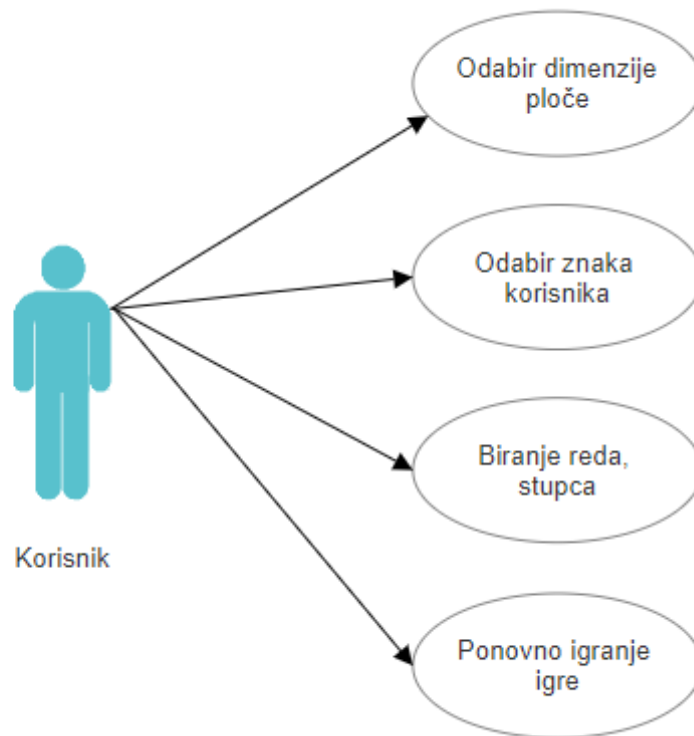 Odabir dimenzije
ploče
Odabir znaka
korisnika
Biranje reda,
stupca
Korisnik
Ponovno igranje
igre